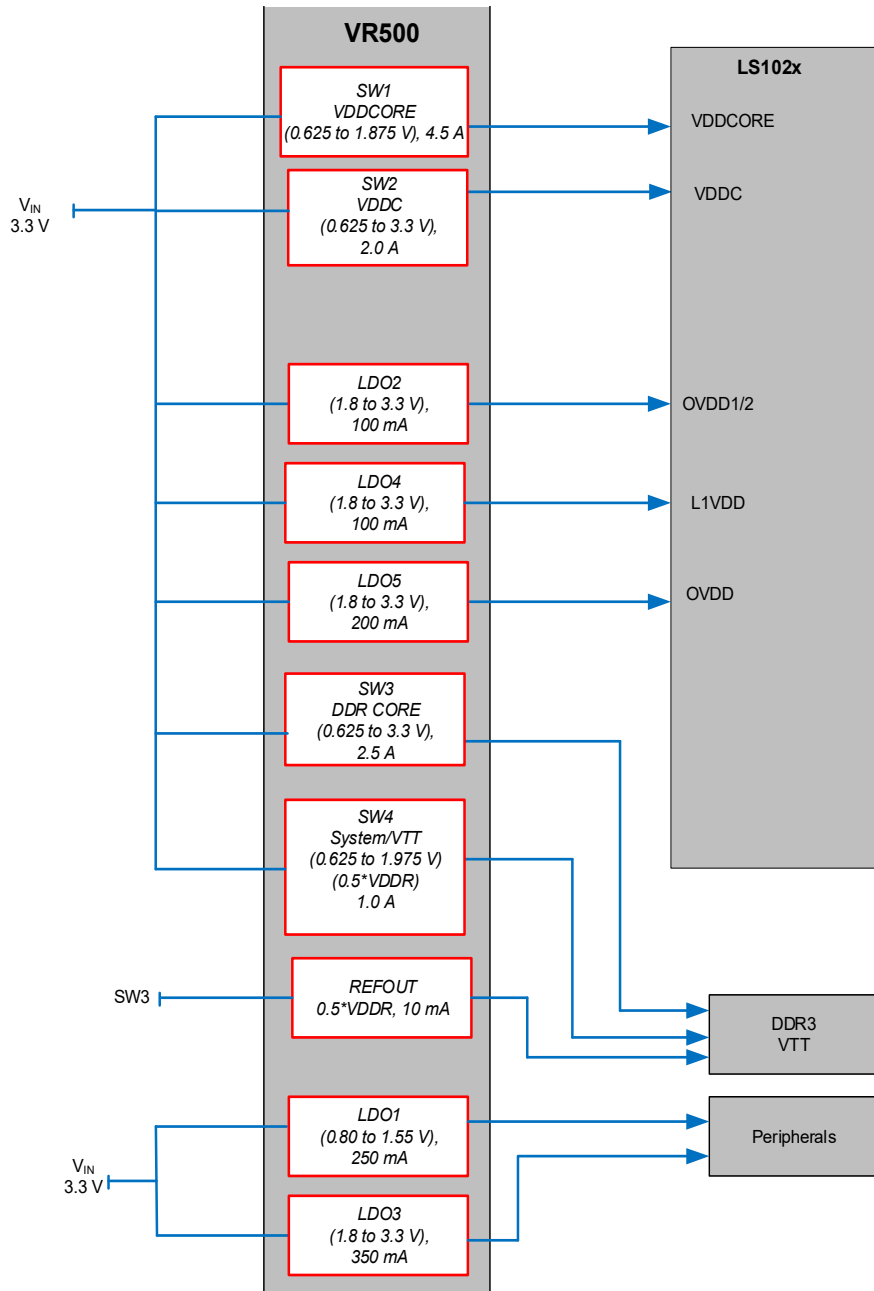 VR500
LS102x
SW1
VDDCORE
(0.625 to 1.875 V), 4.5 A
VDDCORE
SW2
VDDC
(0.625 to 3.3 V),
2.0 A
VDDC
VIN
3.3 V
LDO2
(1.8 to 3.3 V),
100 mA
OVDD1/2
LDO4
(1.8 to 3.3 V),
100 mA
L1VDD
LDO5
(1.8 to 3.3 V),
200 mA
OVDD
SW3
DDR CORE
(0.625 to 3.3 V),
2.5 A
SW4
System/VTT
(0.625 to 1.975 V)
(0.5*VDDR)
1.0 A
SW3
REFOUT
0.5*VDDR, 10 mA
DDR3
VTT
LDO1
(0.80 to 1.55 V),
250 mA
Peripherals
VIN
3.3 V
LDO3
(1.8 to 3.3 V),
350 mA